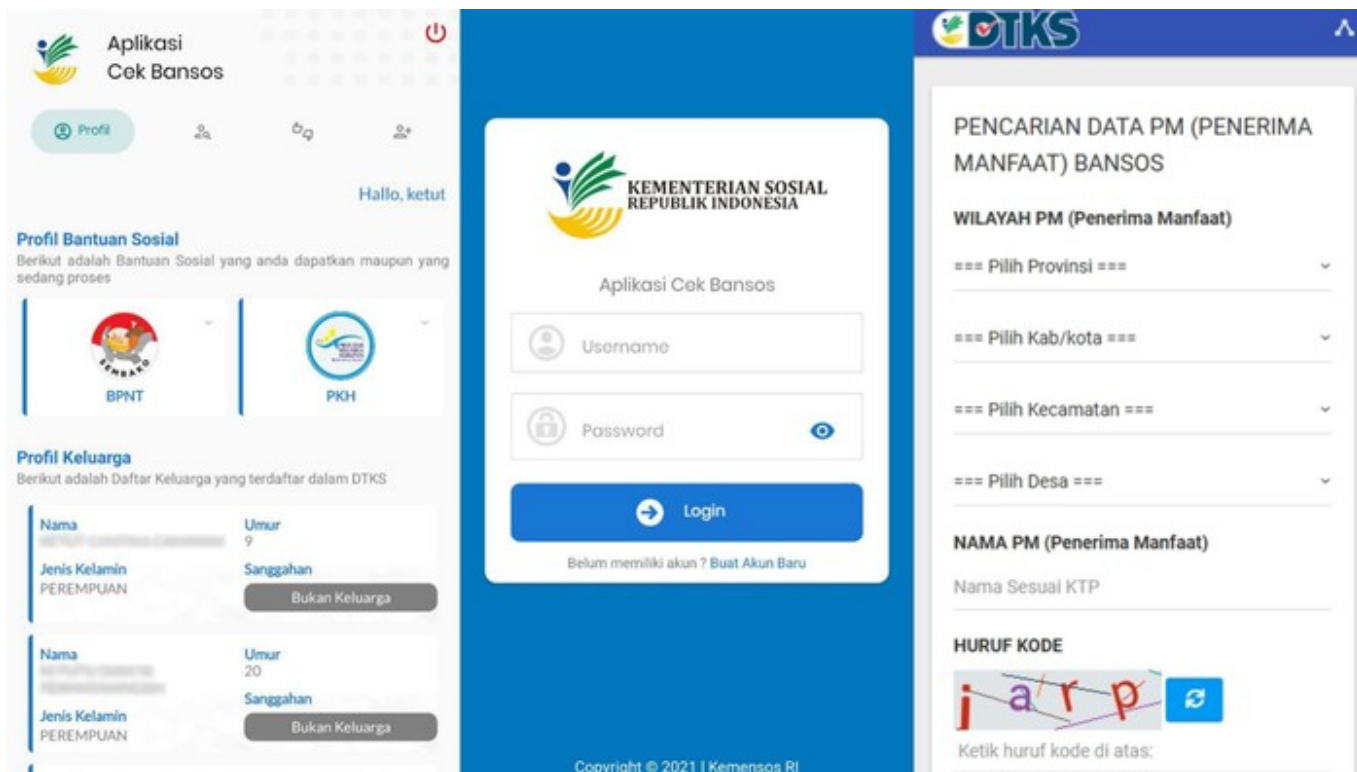 Aplikasi
Cek Bansos
Profil
Hallo, ketut
Profil Bantuan Sosial
Berikut adalah Bantuan Sosial yang anda dapatkan maupun yang
sedang proses
SEMBAKO
BPNT
PKH
Profil Keluarga
Berikut adalah Daftar Keluarga yang terdaftar dalam DTKS
Nama
Umur
9
Jenis Kelamin
PEREMPUAN
Sanggahan
Bukan Keluarga
Nama
Umur
20
Sanggahan
Bukan Keluarga
Jenis Kelamin
PEREMPUAN
KEMENTERIAN SOSIAL
REPUBLIK INDONESIA
Aplikasi Cek Bansos
Username
Password
Login
Belum memiliki akun ? Buat Akun Baru
Copyright © 2021 | Kemensos RI
DTKS
PENCARIAN DATA PM (PENERIMA
MANFAAT) BANSOS
WILAYAH PM (Penerima Manfaat)
=== Pilih Provinsi ===
=== Pilih Kab/kota ===
=== Pilih Kecamatan ===
=== Pilih Desa ===
NAMA PM (Penerima Manfaat)
Nama Sesuai KTP
HURUF KODE
i a r p
Ketik huruf kode di atas: